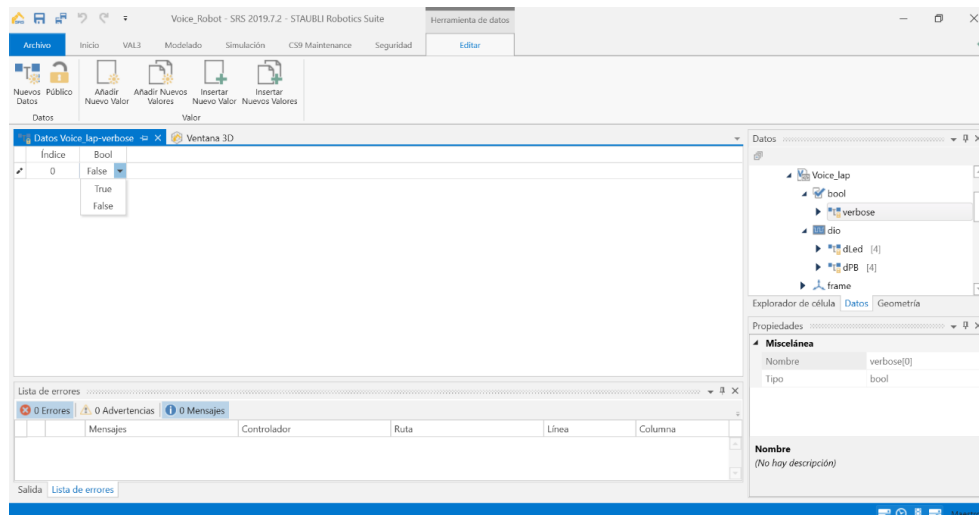 Voice_Robot - SRS 2019.7.2 - STAUBLI Robotics Suite
Herramienta de datos
Archivo Inicio VAL3 Modelado Simulación CS9 Maintenance Seguridad Editar
Nuevos Datos
Público
Añadir Nuevo Valor
Añadir Nuevos Valores
Insertar Nuevo Valor
Insertar Nuevos Valores
Datos Valor
Datos Voice_lap-verbose
Ventana 3D
Índice Bool
0 False
True
False
Datos
Voice_lap
bool
verbose
dio
dLed [4]
dPB [4]
frame
Explorador de célula Datos Geometría
Propiedades
Miscelánea
Nombre verbose[0]
Tipo bool
Nombre
(No hay descripción)
Lista de errores
0 Errores 0 Advertencias 0 Mensajes
Mensajes Controlador Ruta Línea Columna
Salida Lista de errores